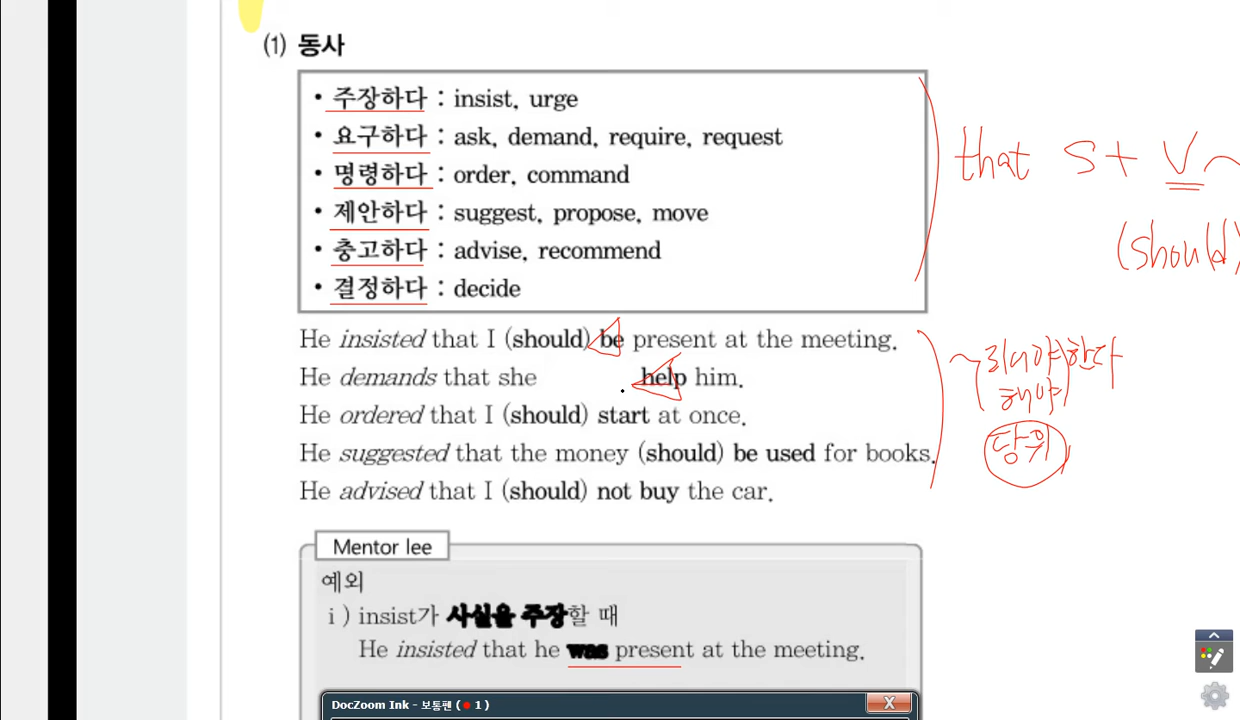 (1) 동사
• 주장하다 : insist, urge
• 요구하다 : ask, demand, require, request
• 명령하다 : order, command
• 제안하다 : suggest, propose, move
• 충고하다 : advise, recommend
• 결정하다 : decide
that S + V ~
(should)
He insisted that I (should) be present at the meeting.
He demands that she help him.
He ordered that I (should) start at once.
He suggested that the money (should) be used for books.
He advised that I (should) not buy the car.
~ 되어야 한다
해야
당위
Mentor lee
예외
ⅰ) insist가 사실을 주장할 때
He insisted that he was present at the meeting.
DocZoom Ink - 보통펜 ( 1 )
X